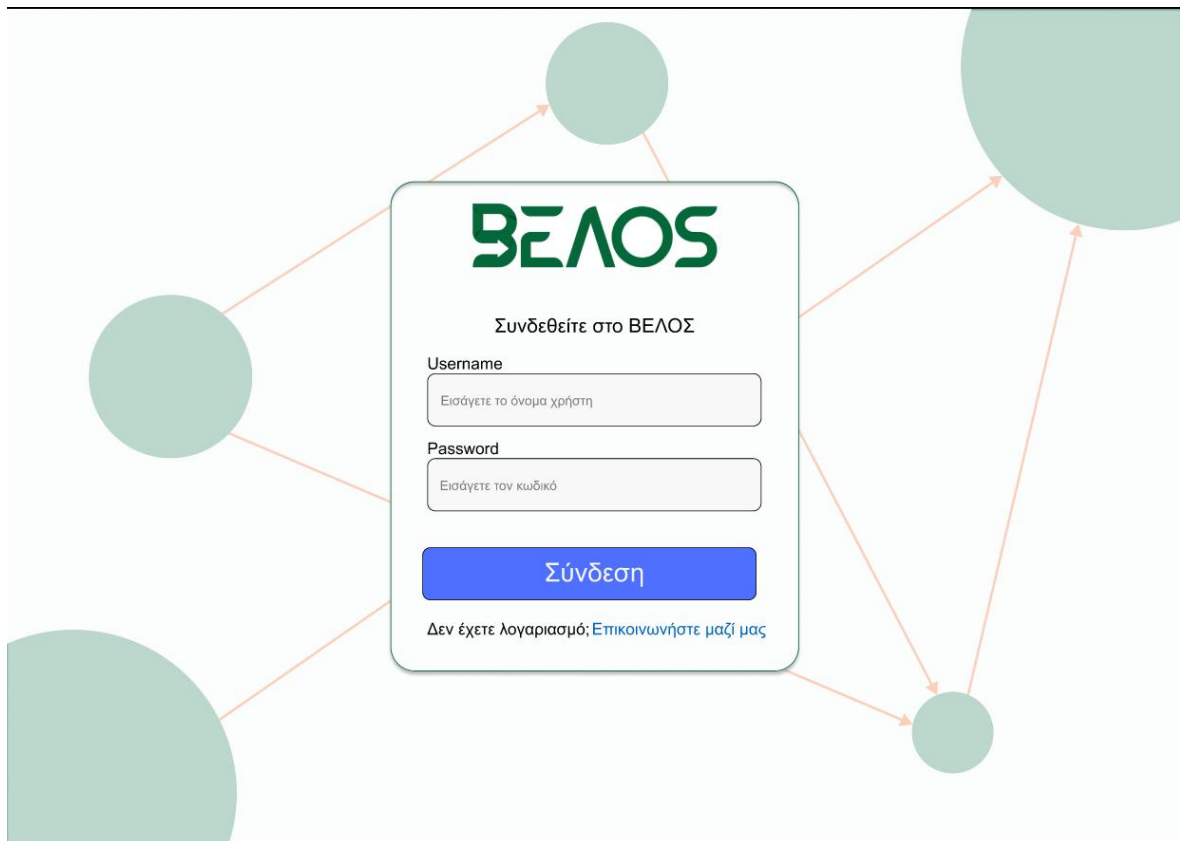 ΒΕΛΟS
Συνδεθείτε στο ΒΕΛΟΣ
Username
Εισάγετε το όνομα χρήστη
Password
Εισάγετε τον κωδικό
Σύνδεση
Δεν έχετε λογαριασμό; Επικοινωνήστε μαζί μας